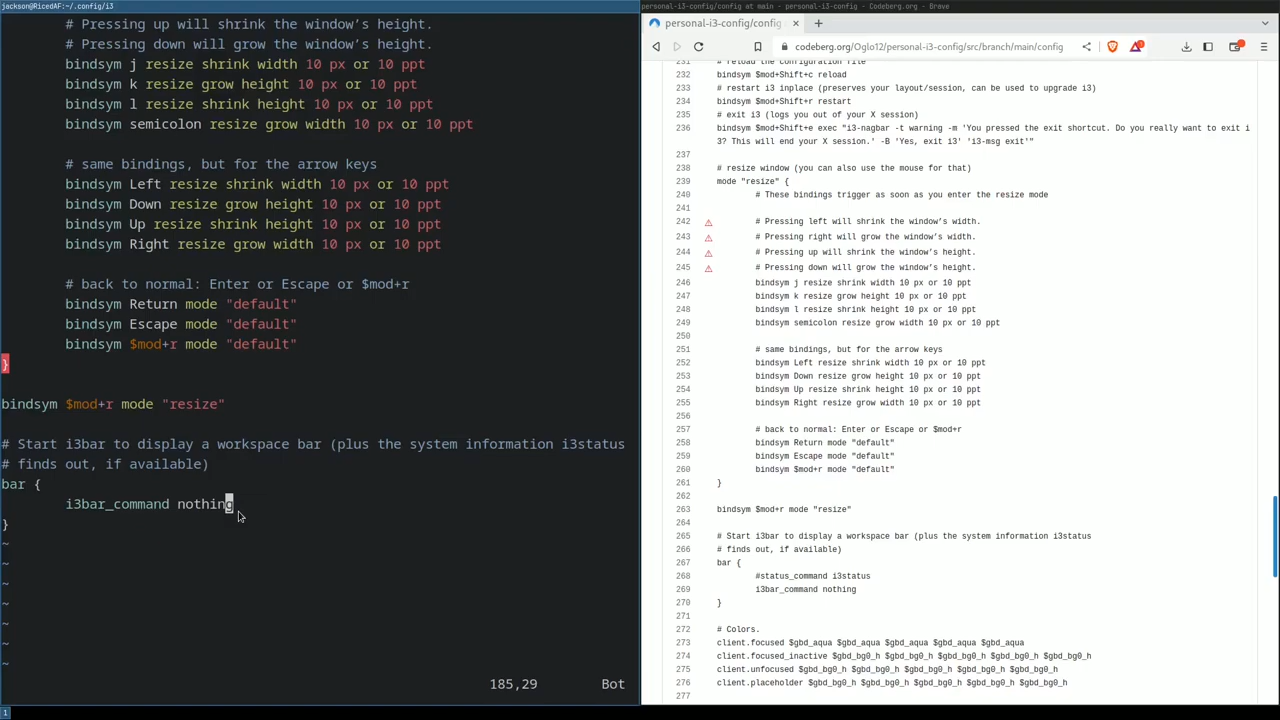 jackson@RicedAF:~/.config/i3
# Pressing up will shrink the window’s height.
# Pressing down will grow the window’s height.
bindsym j resize shrink width 10 px or 10 ppt
bindsym k resize grow height 10 px or 10 ppt
bindsym l resize shrink height 10 px or 10 ppt
bindsym semicolon resize grow width 10 px or 10 ppt
# same bindings, but for the arrow keys
bindsym Left resize shrink width 10 px or 10 ppt
bindsym Down resize grow height 10 px or 10 ppt
bindsym Up resize shrink height 10 px or 10 ppt
bindsym Right resize grow width 10 px or 10 ppt
# back to normal: Enter or Escape or $mod+r
bindsym Return mode "default"
bindsym Escape mode "default"
bindsym $mod+r mode "default"
}
bindsym $mod+r mode "resize"
# Start i3bar to display a workspace bar (plus the system information i3status
# finds out, if available)
bar {
i3bar_command nothing
}
~
~
~
~
~
~
~
185,29 Bot
1
personal-i3-config/config at main - personal-i3-config - Codeberg.org - Brave
personal-i3-config/config at
codeberg.org/Oglo12/personal-i3-config/src/branch/main/config
231 # reload the configuration file
232 bindsym $mod+Shift+c reload
233 # restart i3 inplace (preserves your layout/session, can be used to upgrade i3)
234 bindsym $mod+Shift+r restart
235 # exit i3 (logs you out of your X session)
236 bindsym $mod+Shift+e exec "i3-nagbar -t warning -m 'You pressed the exit shortcut. Do you really want to exit i
3? This will end your X session.' -B 'Yes, exit i3' 'i3-msg exit'"
237
238 # resize window (you can also use the mouse for that)
239 mode "resize" {
240 # These bindings trigger as soon as you enter the resize mode
241
242 # Pressing left will shrink the window’s width.
243 # Pressing right will grow the window’s width.
244 # Pressing up will shrink the window’s height.
245 # Pressing down will grow the window’s height.
246 bindsym j resize shrink width 10 px or 10 ppt
247 bindsym k resize grow height 10 px or 10 ppt
248 bindsym l resize shrink height 10 px or 10 ppt
249 bindsym semicolon resize grow width 10 px or 10 ppt
250
251 # same bindings, but for the arrow keys
252 bindsym Left resize shrink width 10 px or 10 ppt
253 bindsym Down resize grow height 10 px or 10 ppt
254 bindsym Up resize shrink height 10 px or 10 ppt
255 bindsym Right resize grow width 10 px or 10 ppt
256
257 # back to normal: Enter or Escape or $mod+r
258 bindsym Return mode "default"
259 bindsym Escape mode "default"
260 bindsym $mod+r mode "default"
261 }
262
263 bindsym $mod+r mode "resize"
264
265 # Start i3bar to display a workspace bar (plus the system information i3status
266 # finds out, if available)
267 bar {
268 #status_command i3status
269 i3bar_command nothing
270 }
271
272 # Colors.
273 client.focused $gbd_aqua $gbd_aqua $gbd_aqua $gbd_aqua $gbd_aqua
274 client.focused_inactive $gbd_bg0_h $gbd_bg0_h $gbd_bg0_h $gbd_bg0_h $gbd_bg0_h
275 client.unfocused $gbd_bg0_h $gbd_bg0_h $gbd_bg0_h $gbd_bg0_h $gbd_bg0_h
276 client.placeholder $gbd_bg0_h $gbd_bg0_h $gbd_bg0_h $gbd_bg0_h $gbd_bg0_h
277